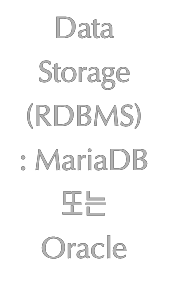 Data
Storage
(RDBMS)
: MariaDB
또는
Oracle